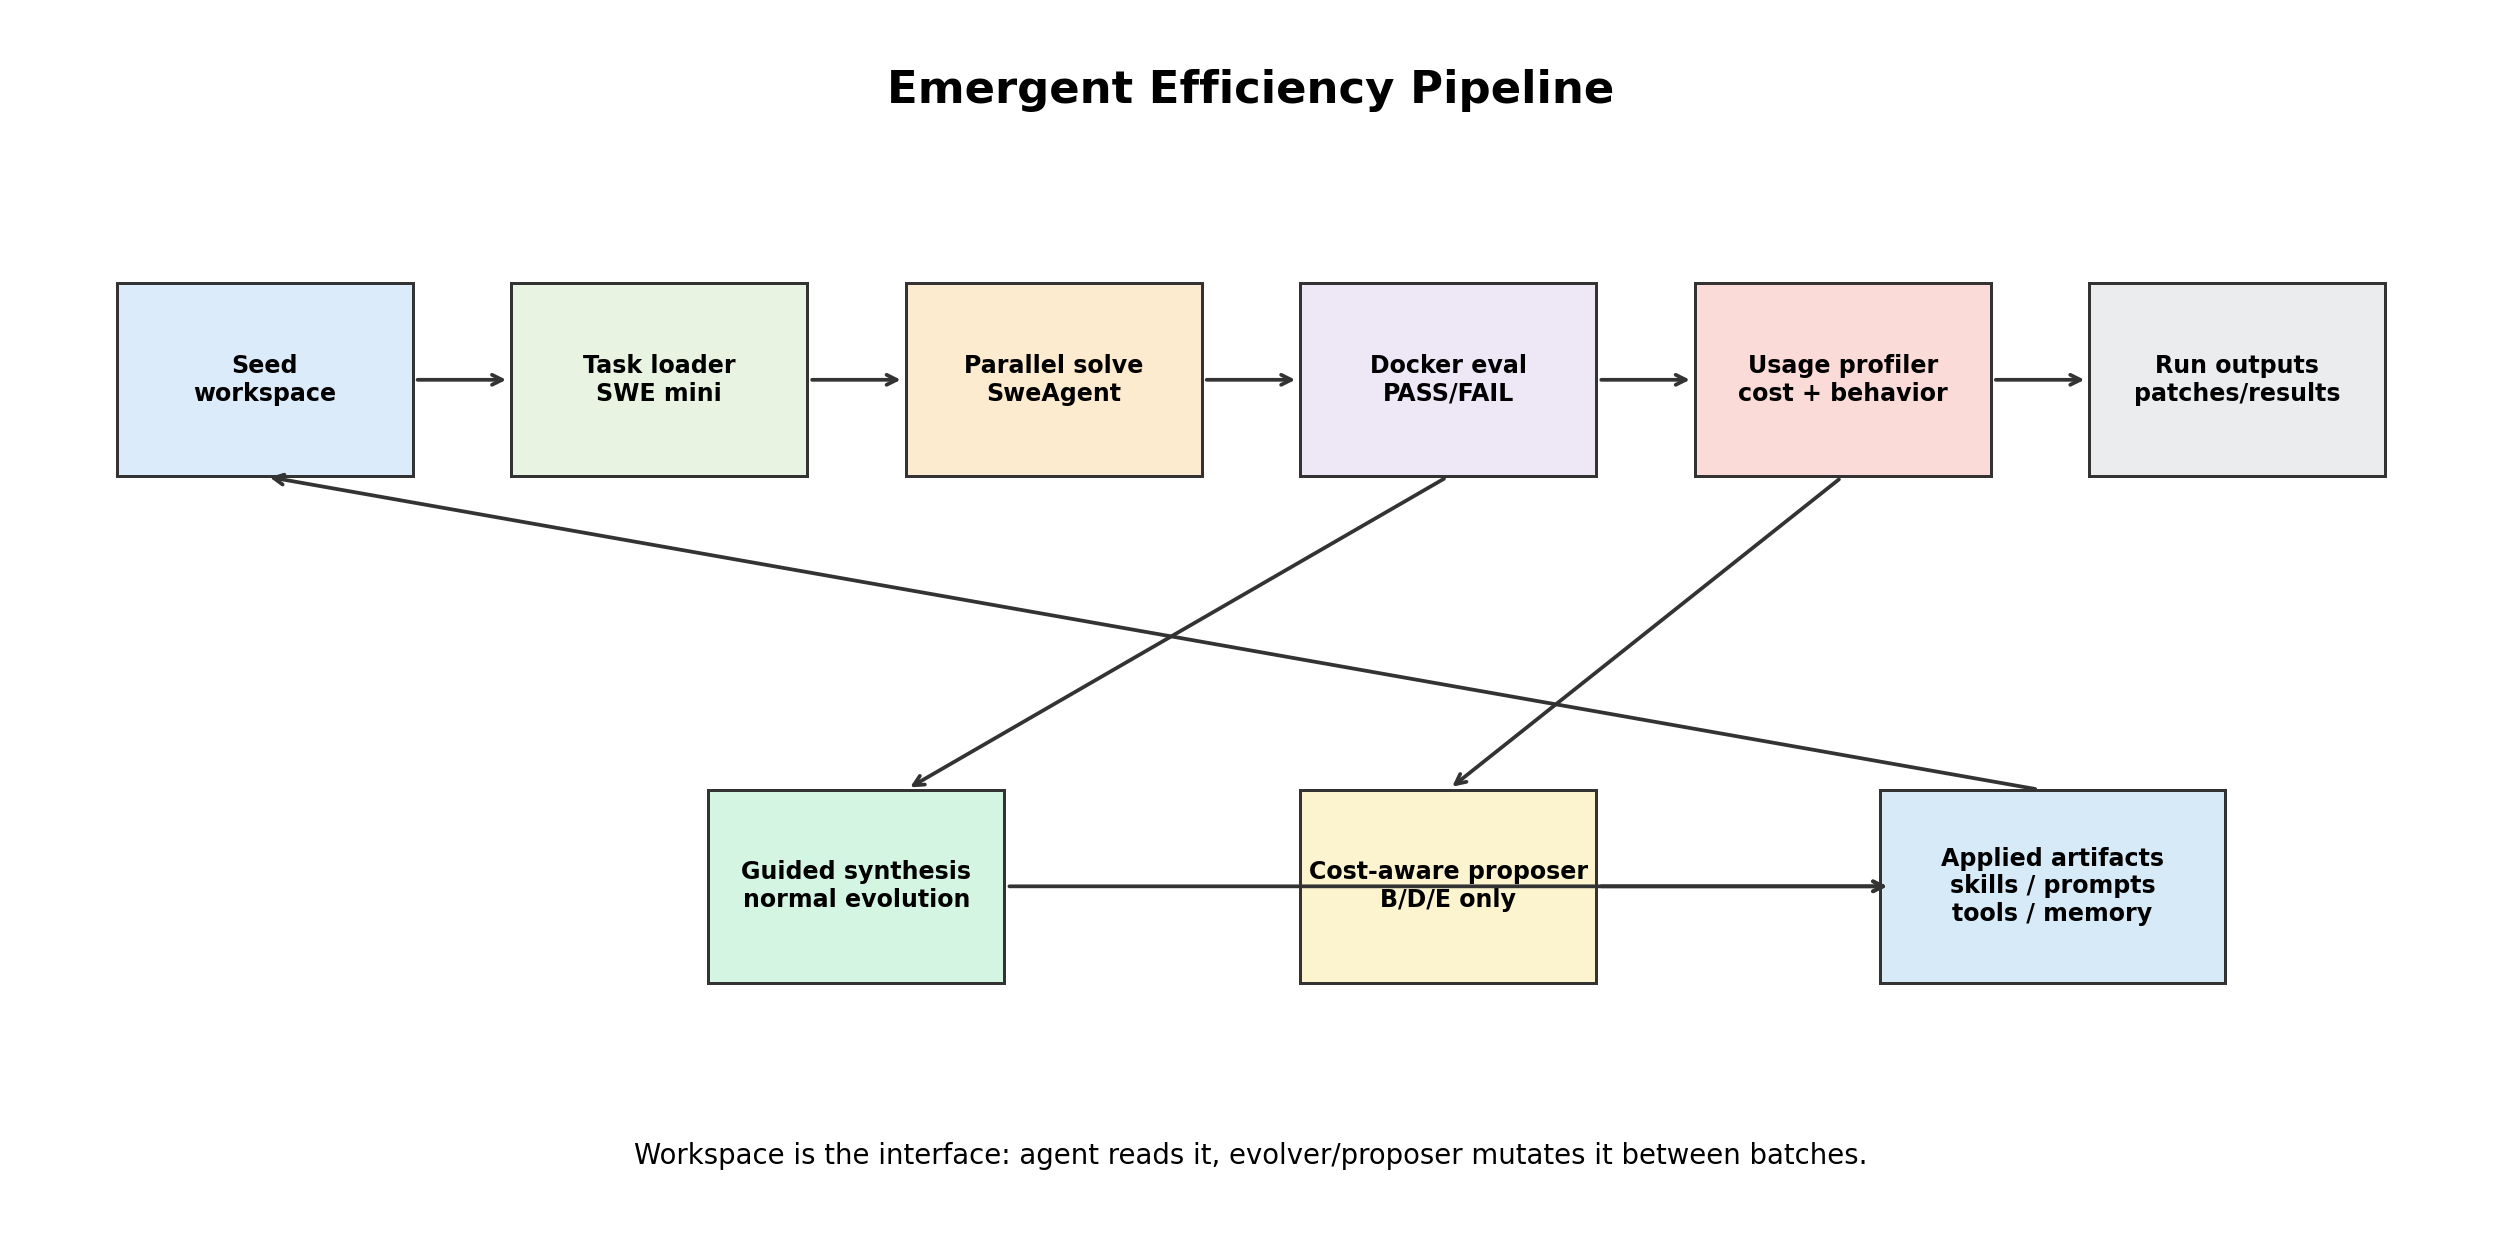 Emergent Efficiency Pipeline
Seed
workspace
Task loader
SWE mini
Parallel solve
SweAgent
Docker eval
PASS/FAIL
Usage profiler
cost + behavior
Run outputs
patches/results
Guided synthesis
normal evolution
Cost-aware proposer
B/D/E only
Applied artifacts
skills / prompts
tools / memory
Workspace is the interface: agent reads it, evolver/proposer mutates it between batches.